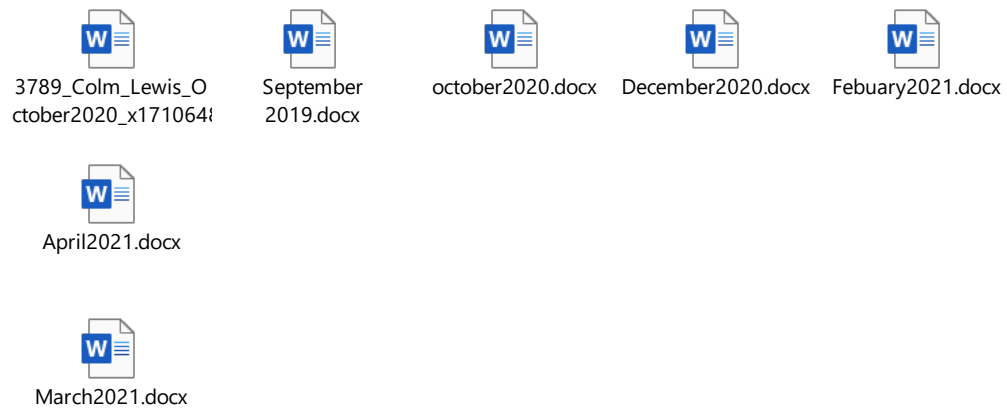 3789_Colm_Lewis_O
ctober2020_x1710648
September
2019.docx
october2020.docx
December2020.docx
Febuary2021.docx
April2021.docx
March2021.docx